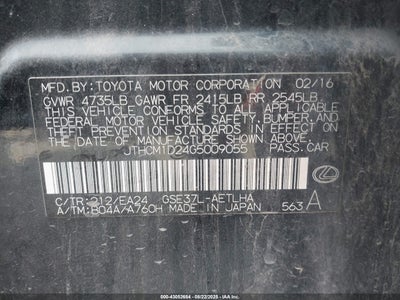 MFD.BY:TOYOTA MOTOR CORPORATION 02/16
GVWR 4735LB GAWR FR 2415LB RR 2545LB
THIS VEHICLE CONFORMS TO ALL APPLICABLE
FEDERAL MOTOR VEHICLE SAFETY, BUMPER, AND
THEFT PREVENTION STANDARDS IN EFFECT ON
THE DATE OF MANUFACTURE SHOWN ABOVE.
JTHCM1D24G5009055 PASS.CAR
C/TR:212/EA24 GSE37L-AETLHA
A/TM:B04A/-A760H MADE IN JAPAN 563 A
000-43053664 - 08/22/2025 - IAAI